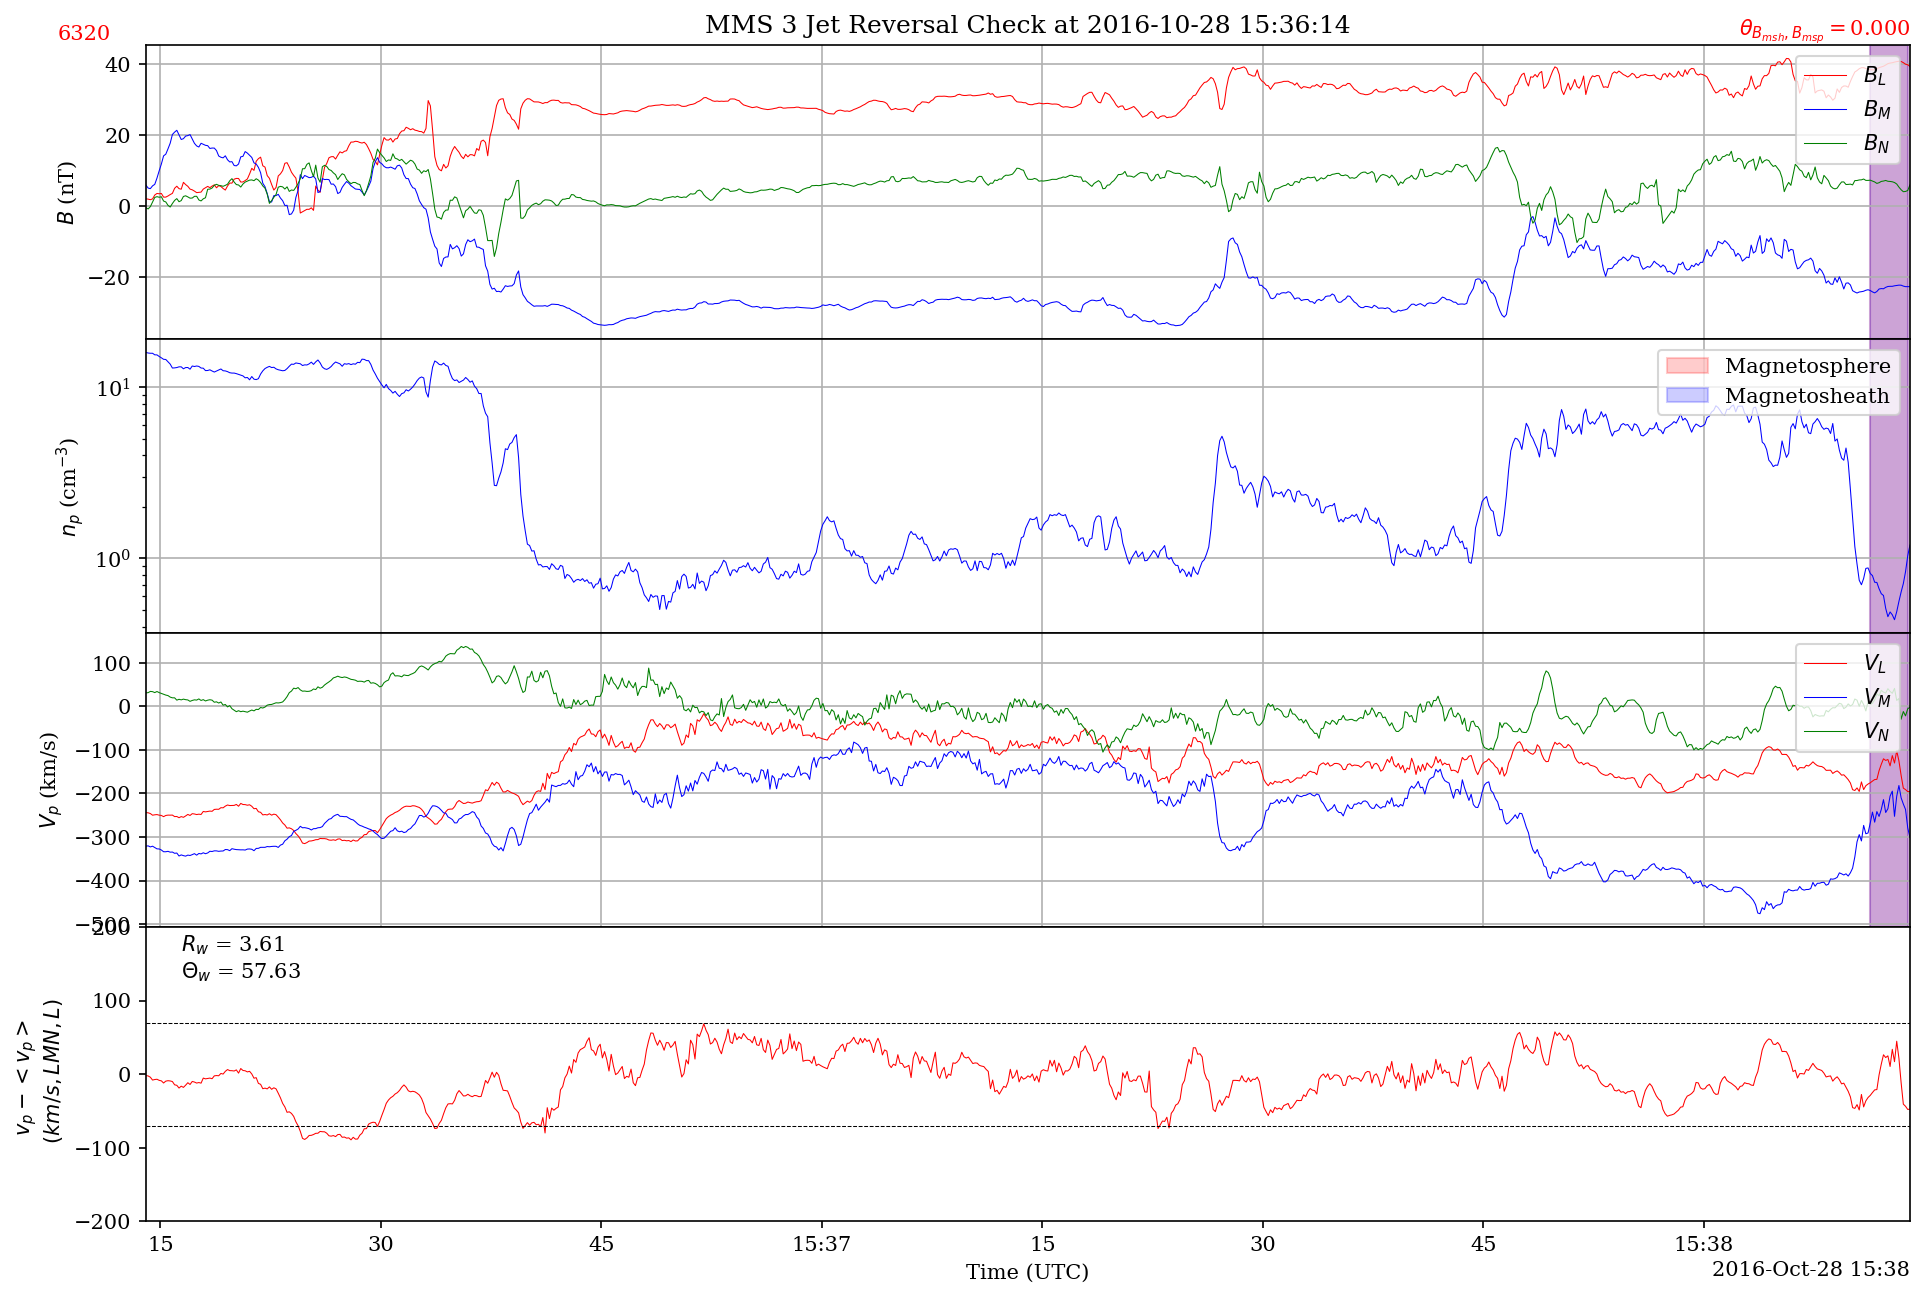 MMS 3 Jet Reversal Check at 2016-10-28 15:36:14
6320
θ_{B_{msh}, B_{msp}} = 0.000
40
20
0
−20
B (nT)
B_L
B_M
B_N
10^1
10^0
n_p (cm^{−3})
Magnetosphere
Magnetosheath
100
0
−100
−200
−300
−400
−500
V_p (km/s)
V_L
V_M
V_N
200
100
0
−100
−200
v_p − < v_p >
(km/s, LMN, L)
R_w = 3.61
Θ_w = 57.63
15 30 45 15:37 15 30 45 15:38
Time (UTC)
2016-Oct-28 15:38